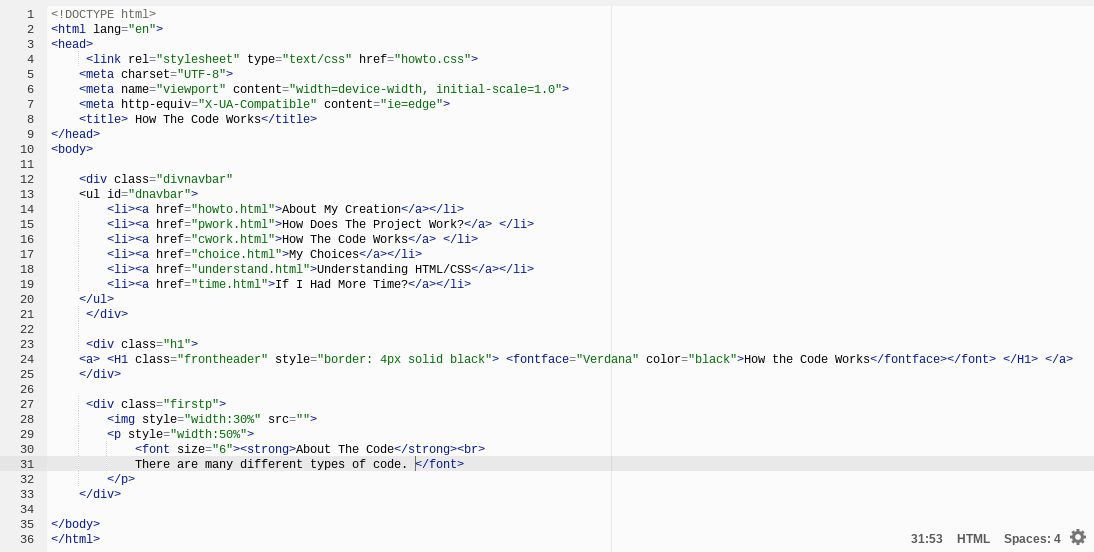 1 <!DOCTYPE html>
2 <html lang="en">
3 <head>
4      <link rel="stylesheet" type="text/css" href="howto.css">
5     <meta charset="UTF-8">
6     <meta name="viewport" content="width=device-width, initial-scale=1.0">
7     <meta http-equiv="X-UA-Compatible" content="ie=edge">
8     <title> How The Code Works</title>
9 </head>
10 <body>
11
12     <div class="divnavbar"
13     <ul id="dnavbar">
14         <li><a href="howto.html">About My Creation</a></li>
15         <li><a href="pwork.html">How Does The Project Work?</a> </li>
16         <li><a href="cwork.html">How The Code Works</a> </li>
17         <li><a href="choice.html">My Choices</a></li>
18         <li><a href="understand.html">Understanding HTML/CSS</a></li>
19         <li><a href="time.html">If I Had More Time?</a></li>
20     </ul>
21      </div>
22
23      <div class="h1">
24     <a> <H1 class="frontheader" style="border: 4px solid black"> <fontface="Verdana" color="black">How the Code Works</fontface></font> </H1> </a>
25     </div>
26
27      <div class="firstp">
28         <img style="width:30%" src="">
29         <p style="width:50%">
30             <font size="6"><strong>About The Code</strong><br>
31             There are many different types of code. </font>
32         </p>
33     </div>
34
35 </body>
36 </html>
31:53 HTML Spaces: 4